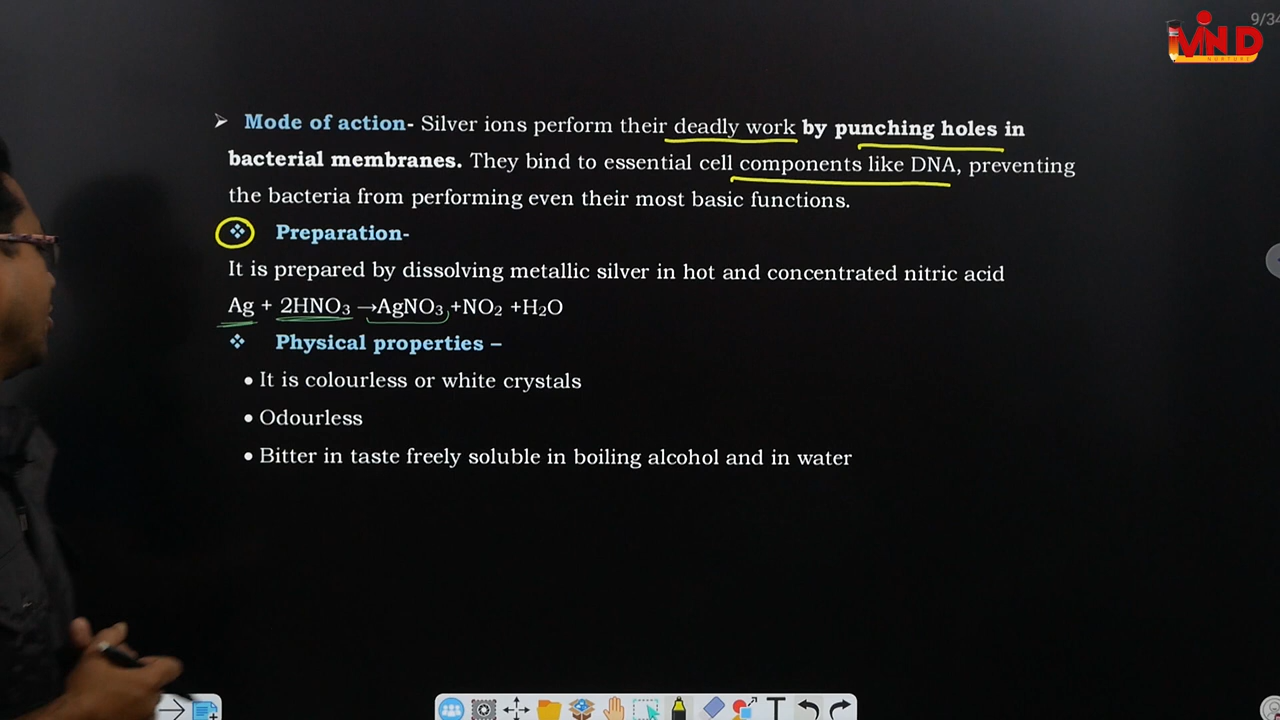 9/34
MIND
NURTURE
➢ Mode of action- Silver ions perform their deadly work by punching holes in
bacterial membranes. They bind to essential cell components like DNA, preventing
the bacteria from performing even their most basic functions.
❖ Preparation-
It is prepared by dissolving metallic silver in hot and concentrated nitric acid
Ag + 2HNO₃ →AgNO₃ +NO₂ +H₂O
❖ Physical properties –
• It is colourless or white crystals
• Odourless
• Bitter in taste freely soluble in boiling alcohol and in water
T